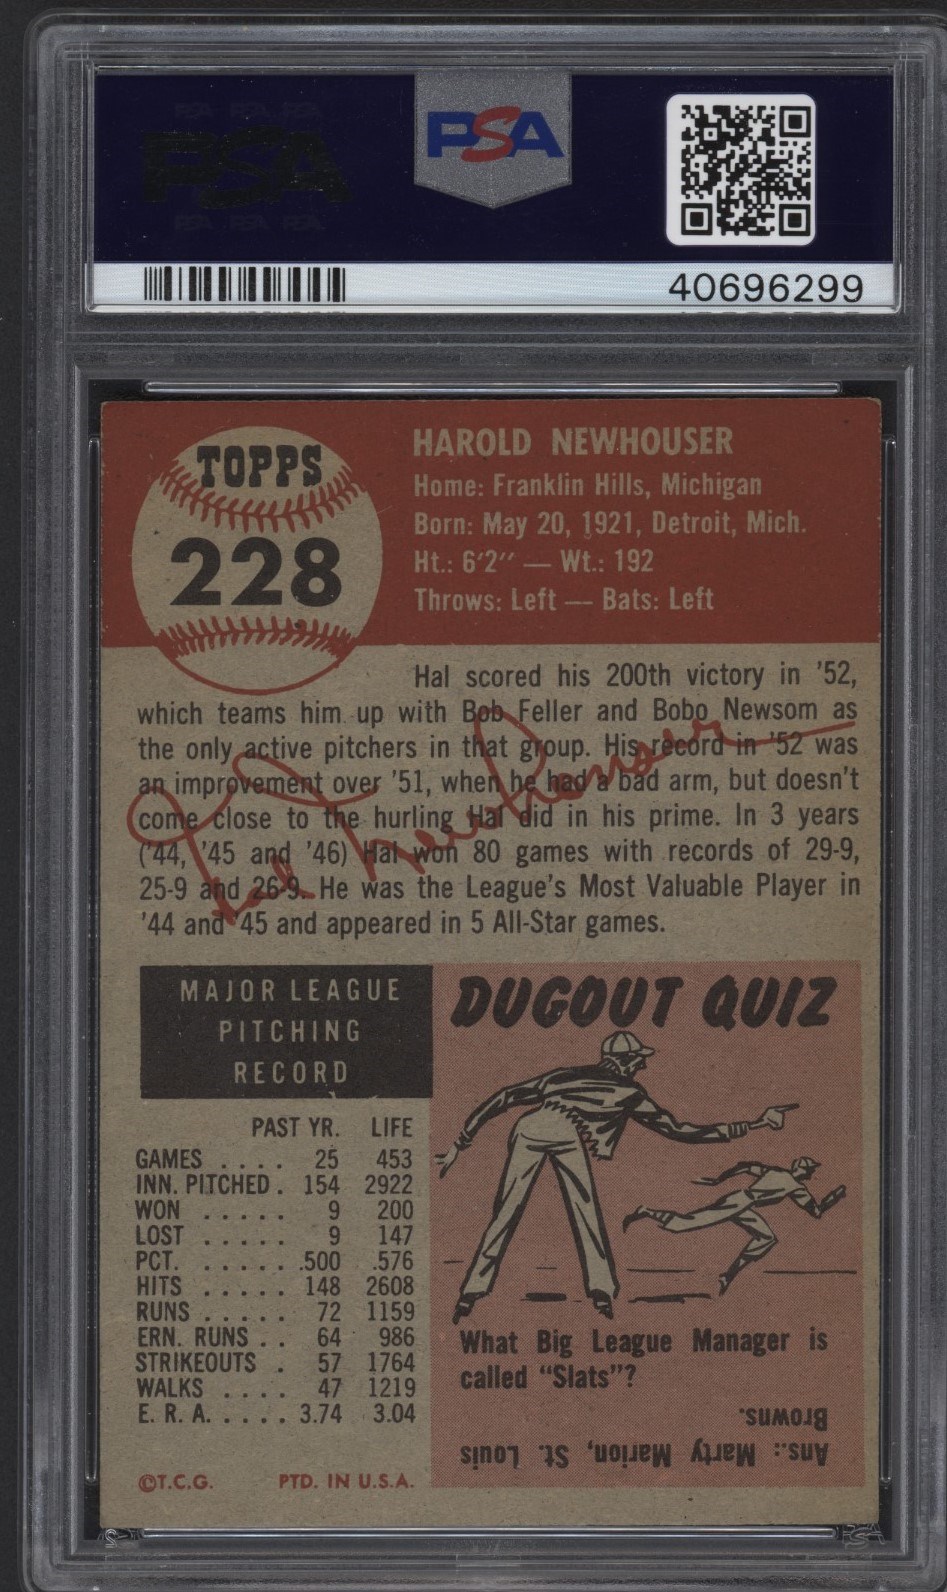 PSA
PSA
40696299
TOPPS
228
HAROLD NEWHOUSER
Home: Franklin Hills, Michigan
Born: May 20, 1921, Detroit, Mich.
Ht.: 6'2'' — Wt.: 192
Throws: Left — Bats: Left
Hal scored his 200th victory in '52,
which teams him up with Bob Feller and Bobo Newsom as
the only active pitchers in that group. His record in '52 was
an improvement over '51, when he had a bad arm, but doesn't
come close to the hurling Hal did in his prime. In 3 years
('44, '45 and '46) Hal won 80 games with records of 29-9,
25-9 and 26-9. He was the League's Most Valuable Player in
'44 and '45 and appeared in 5 All-Star games.
Hal Newhouser
MAJOR LEAGUE
PITCHING
RECORD
PAST YR. LIFE
GAMES .... 25 453
INN. PITCHED. 154 2922
WON ..... 9 200
LOST ..... 9 147
PCT. ..... .500 .576
HITS ..... 148 2608
RUNS ..... 72 1159
ERN. RUNS .. 64 986
STRIKEOUTS . 57 1764
WALKS .... 47 1219
E. R. A. .... 3.74 3.04
©T.C.G. PTD. IN U.S.A.
DUGOUT QUIZ
What Big League Manager is
called "Slats"?
Ans.: Marty Marion, St. Louis
Browns.